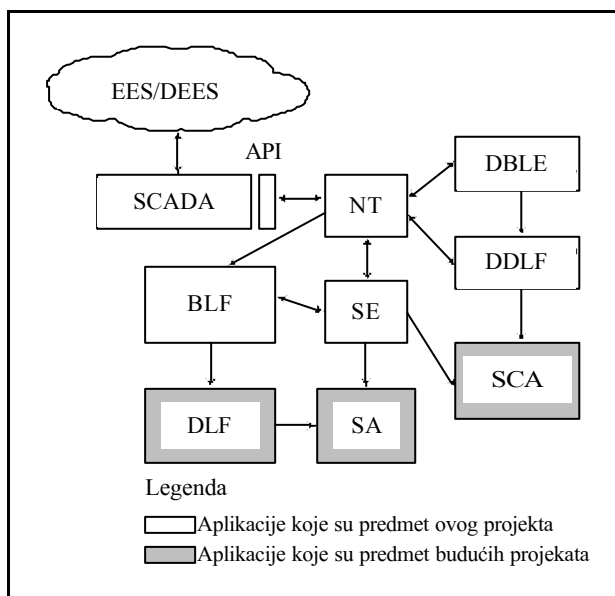 EES/DEES
API
SCADA
NT
DBLE
DDLF
BLF
SE
SCA
DLF
SA
Legenda
Aplikacije koje su predmet ovog projekta
Aplikacije koje su predmet budućih projekata